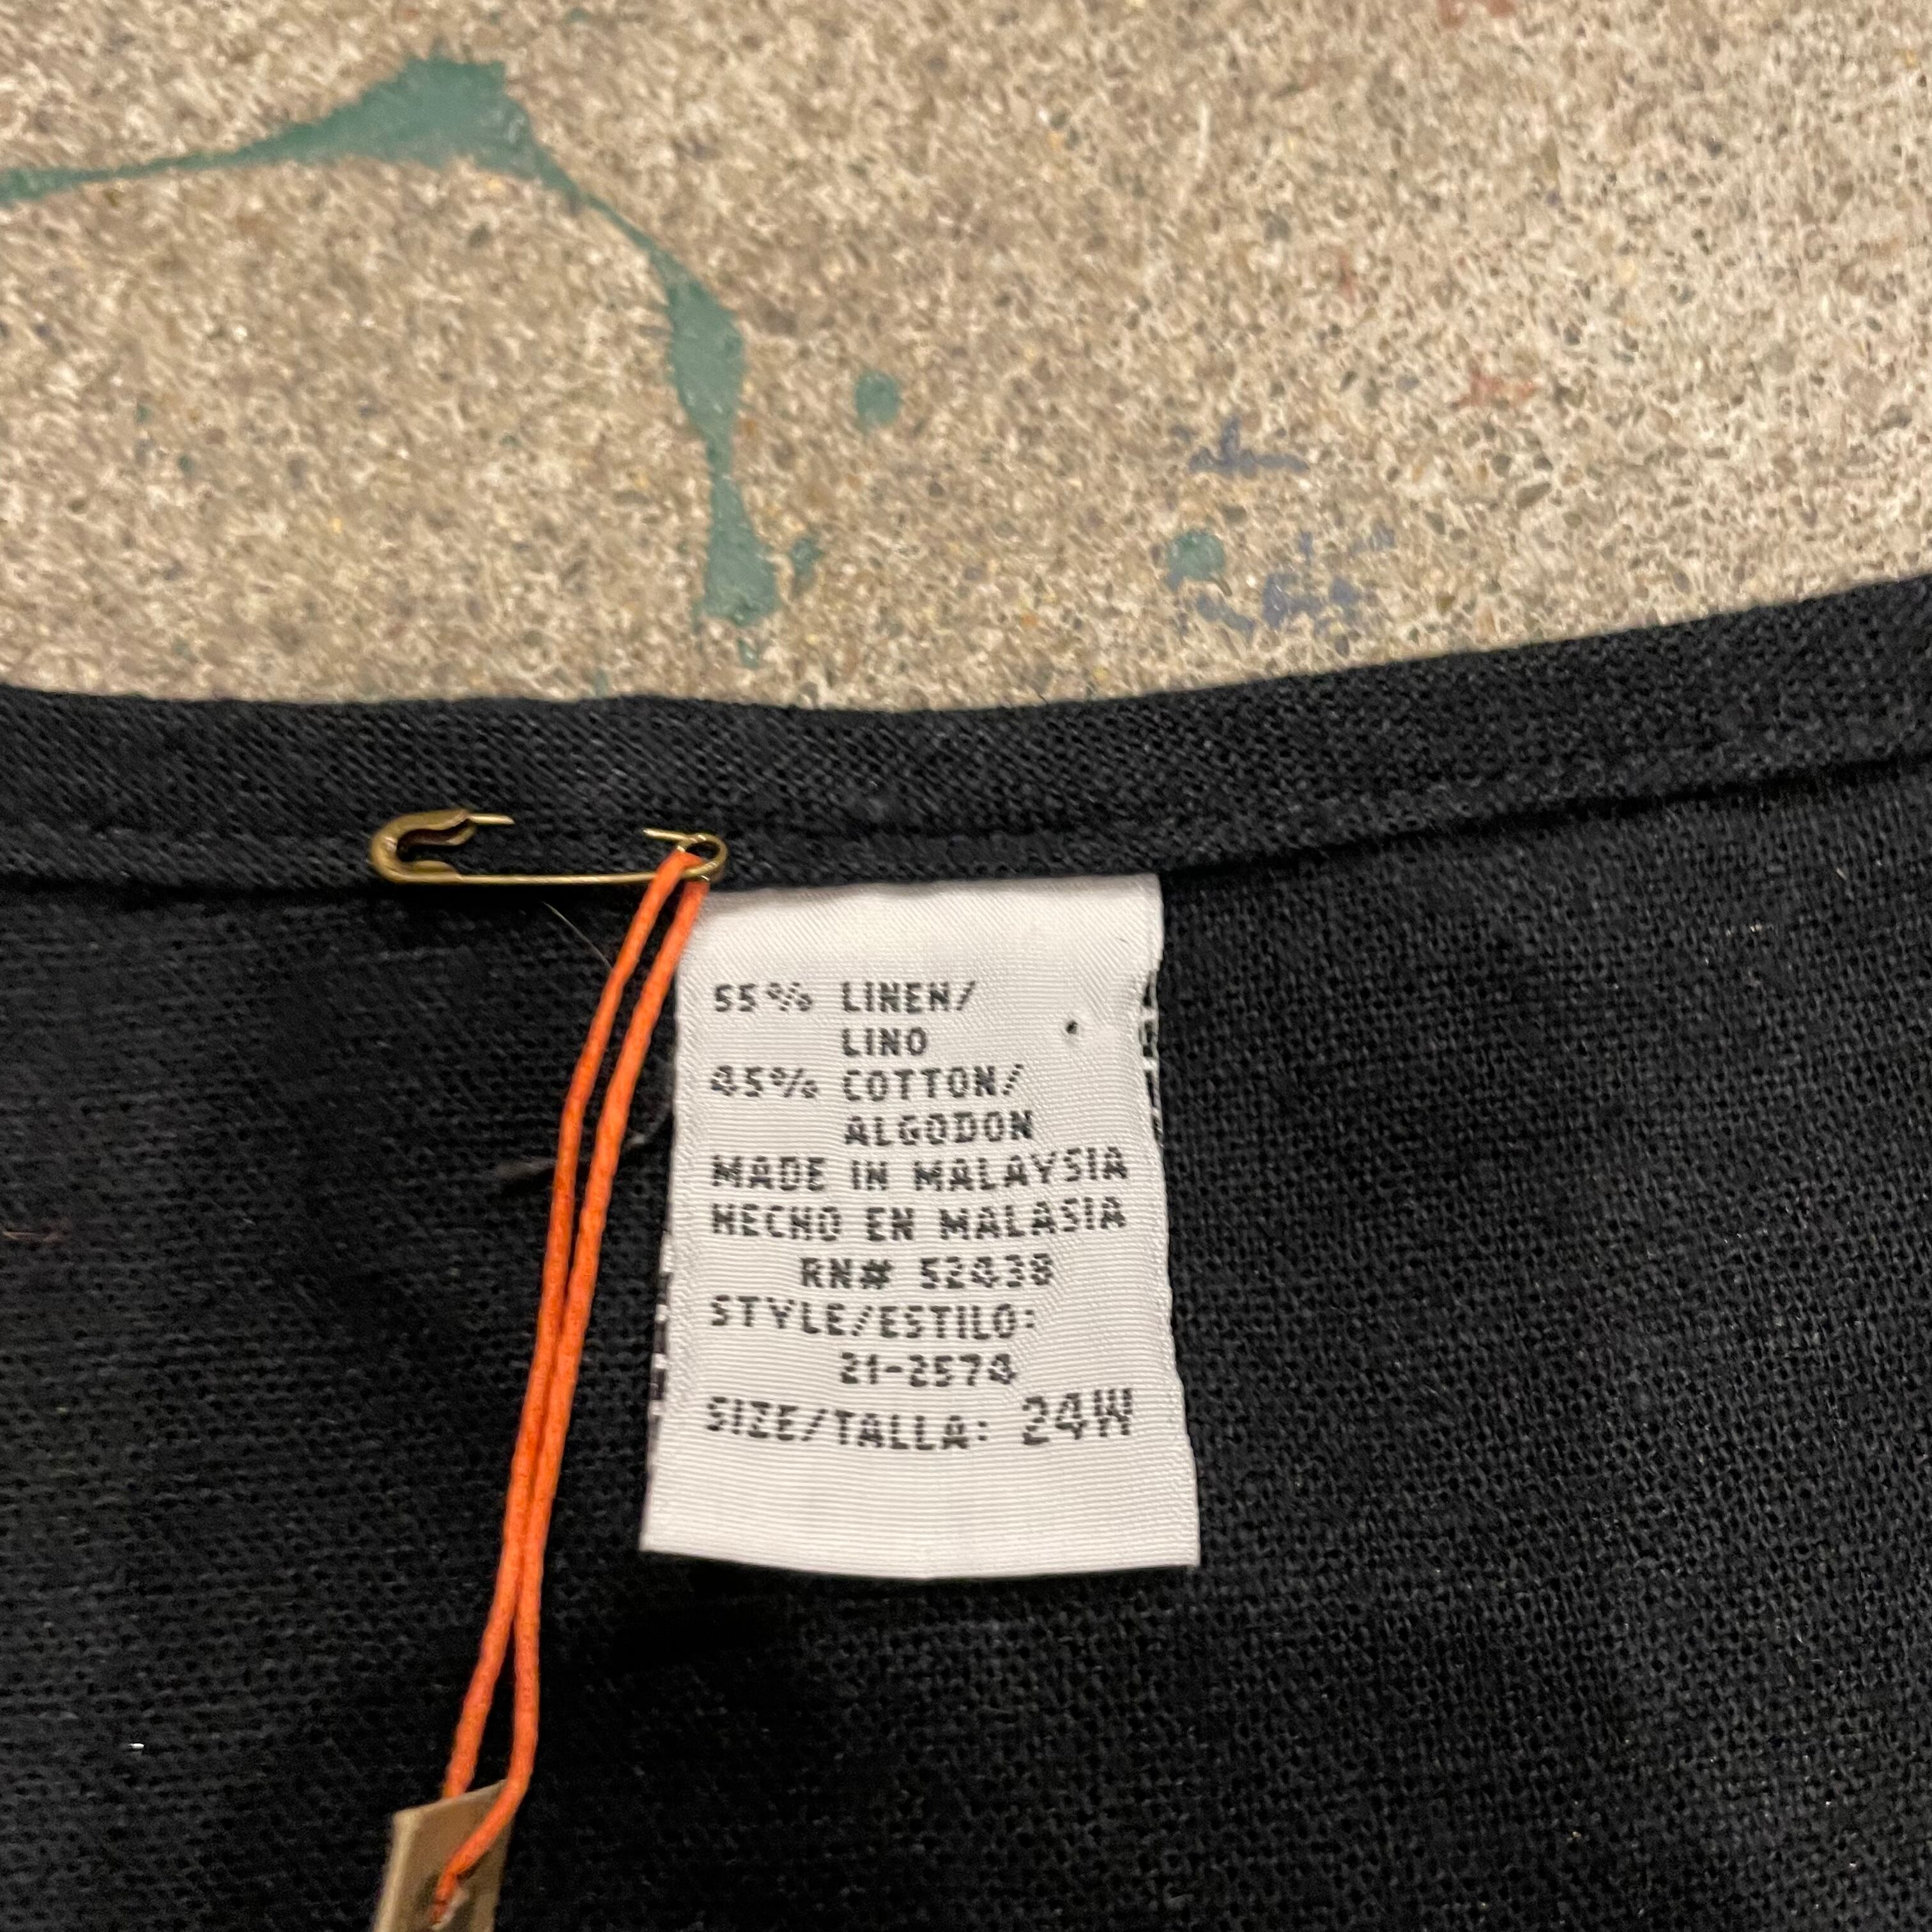 55% LINEN/
LINO
45% COTTON/
ALGODON
MADE IN MALAYSIA
HECHO EN MALASIA
RN# 52438
STYLE/ESTILO:
21-2574
SIZE/TALLA: 24W